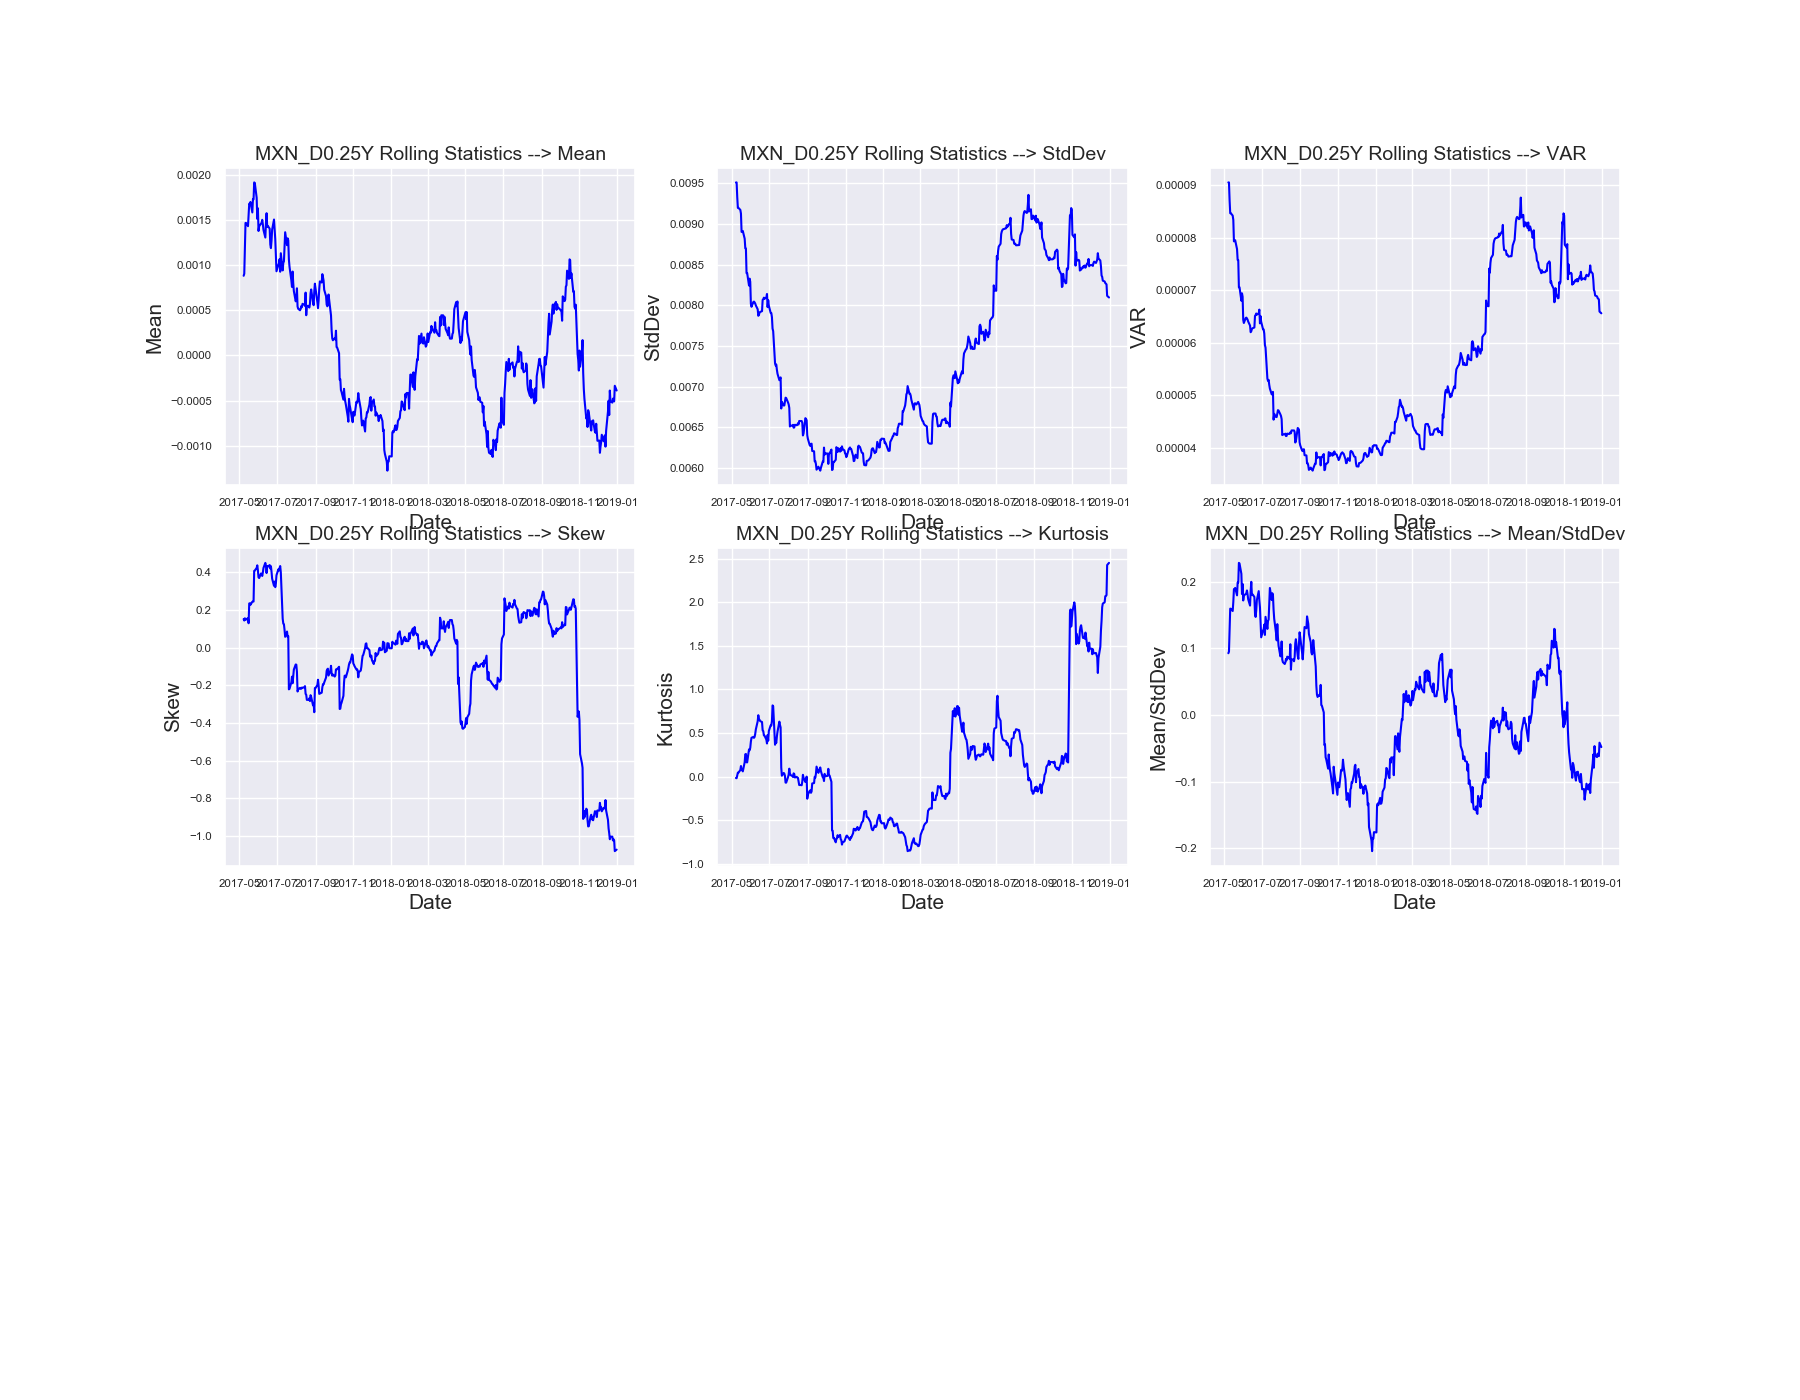 MXN_D0.25Y Rolling Statistics --> Mean
0.0020
0.0015
0.0010
0.0005
0.0000
−0.0005
−0.0010
Mean
2017-05 2017-07 2017-09 2017-11 2018-01 2018-03 2018-05 2018-07 2018-09 2018-11 2019-01
Date
MXN_D0.25Y Rolling Statistics --> StdDev
0.0095
0.0090
0.0085
0.0080
0.0075
0.0070
0.0065
0.0060
StdDev
2017-05 2017-07 2017-09 2017-11 2018-01 2018-03 2018-05 2018-07 2018-09 2018-11 2019-01
Date
MXN_D0.25Y Rolling Statistics --> VAR
0.00009
0.00008
0.00007
0.00006
0.00005
0.00004
VAR
2017-05 2017-07 2017-09 2017-11 2018-01 2018-03 2018-05 2018-07 2018-09 2018-11 2019-01
Date
MXN_D0.25Y Rolling Statistics --> Skew
0.4
0.2
0.0
−0.2
−0.4
−0.6
−0.8
−1.0
Skew
2017-05 2017-07 2017-09 2017-11 2018-01 2018-03 2018-05 2018-07 2018-09 2018-11 2019-01
Date
MXN_D0.25Y Rolling Statistics --> Kurtosis
2.5
2.0
1.5
1.0
0.5
0.0
−0.5
−1.0
Kurtosis
2017-05 2017-07 2017-09 2017-11 2018-01 2018-03 2018-05 2018-07 2018-09 2018-11 2019-01
Date
MXN_D0.25Y Rolling Statistics --> Mean/StdDev
0.2
0.1
0.0
−0.1
−0.2
Mean/StdDev
2017-05 2017-07 2017-09 2017-11 2018-01 2018-03 2018-05 2018-07 2018-09 2018-11 2019-01
Date